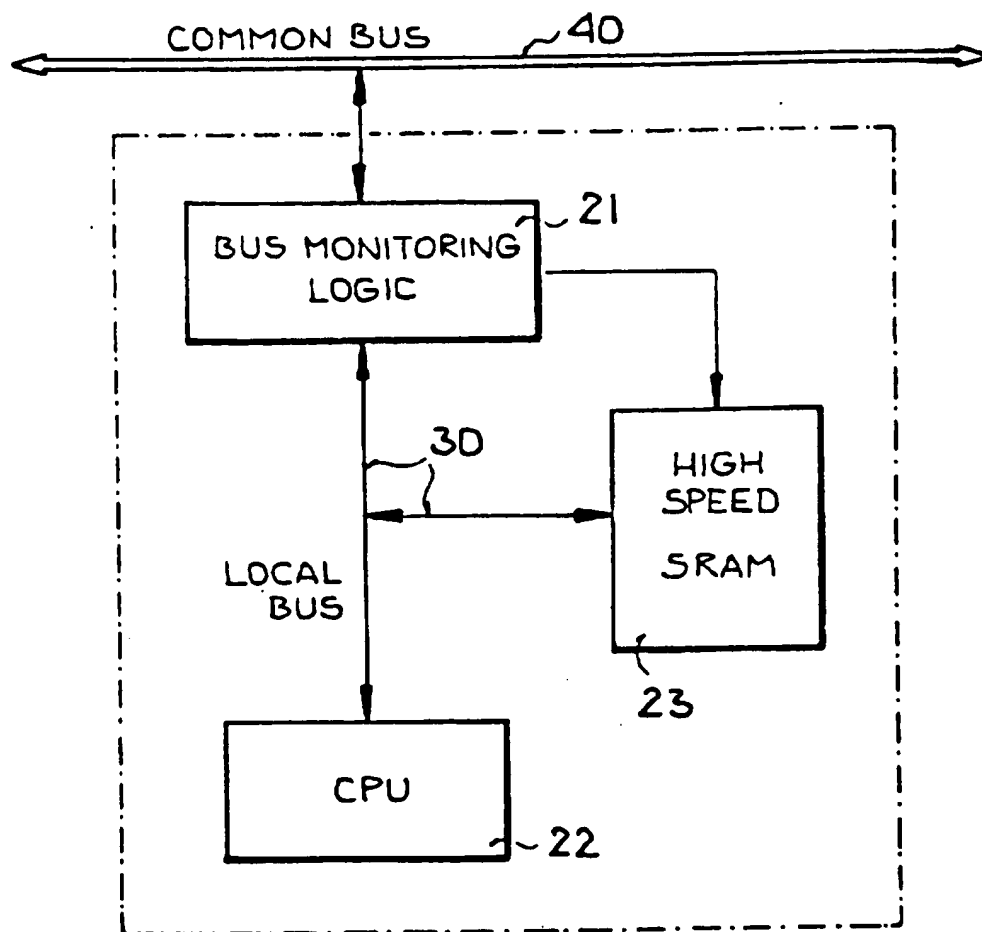 COMMON BUS
40
21
BUS MONITORING
LOGIC
30
HIGH
SPEED
SRAM
LOCAL
BUS
23
CPU
22